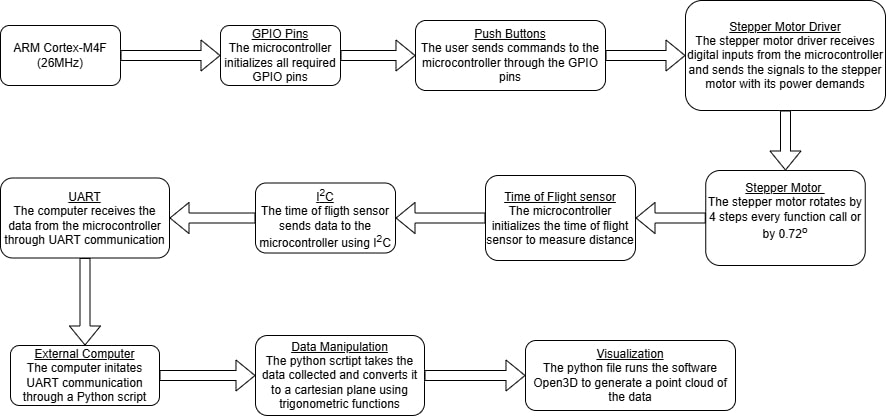 ARM Cortex-M4F
(26MHz)
GPIO Pins
The microcontroller
initializes all required
GPIO pins
Push Buttons
The user sends commands to the
microcontroller through the GPIO
pins
Stepper Motor Driver
The stepper motor driver receives
digital inputs from the microcontroller
and sends the signals to the stepper
motor with its power demands
Stepper Motor
The stepper motor rotates by
4 steps every function call or
by 0.72º
Time of Flight sensor
The microcontroller
initializes the time of flight
sensor to measure distance
I²C
The time of fligth sensor
sends data to the
microcontroller using I²C
UART
The computer receives the
data from the microcontroller
through UART communication
External Computer
The computer initates
UART communication
through a Python script
Data Manipulation
The python scrtipt takes the
data collected and converts it
to a cartesian plane using
trigonometric functions
Visualization
The python file runs the software
Open3D to generate a point cloud of
the data